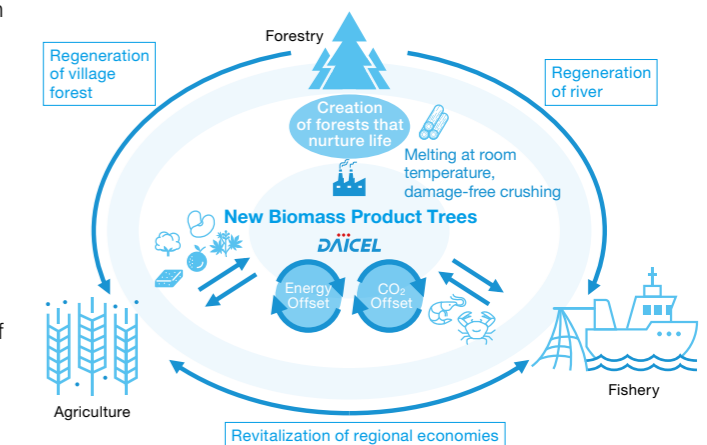 n
Forestry
Regeneration
of village
forest
Regeneration
of river
Creation
of forests that
nurture life
Melting at room
temperature,
damage-free crushing
New Biomass Product Trees
DAICEL
Energy
Offset
CO₂
Offset
f
Agriculture
Fishery
Revitalization of regional economies